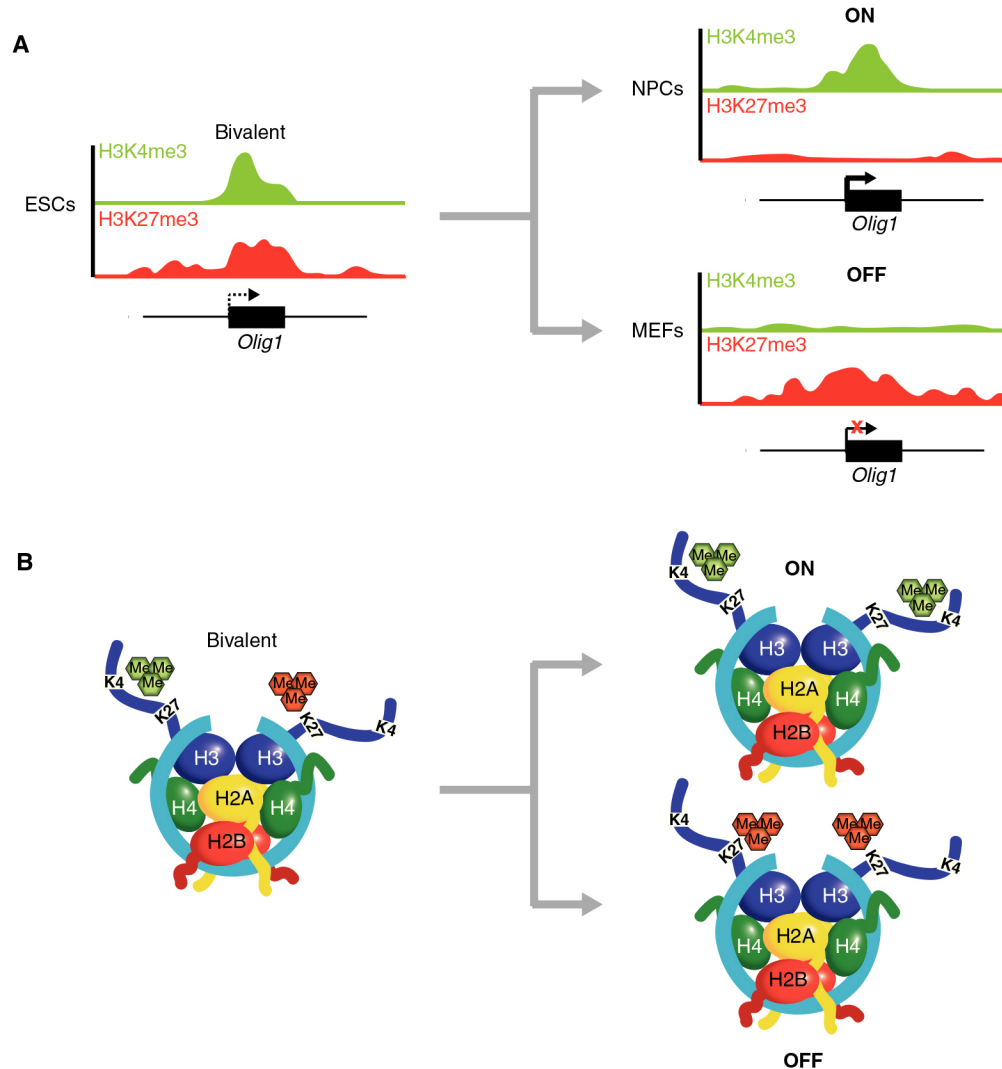 A
ON
H3K4me3
NPCs
H3K27me3
Olig1
Bivalent
H3K4me3
ESCs
H3K27me3
Olig1
OFF
H3K4me3
MEFs
H3K27me3
X
Olig1
B
ON
Me Me
Me
K4
K27
Me Me
Me
K27
K4
H3 H3
H4 H2A H4
H2B
Bivalent
Me Me
Me
K4
K27
Me Me
Me
K27
K4
H3 H3
H4 H2A H4
H2B
K4
Me Me
Me
K27
Me Me
Me
K27
K4
H3 H3
H4 H2A H4
H2B
OFF